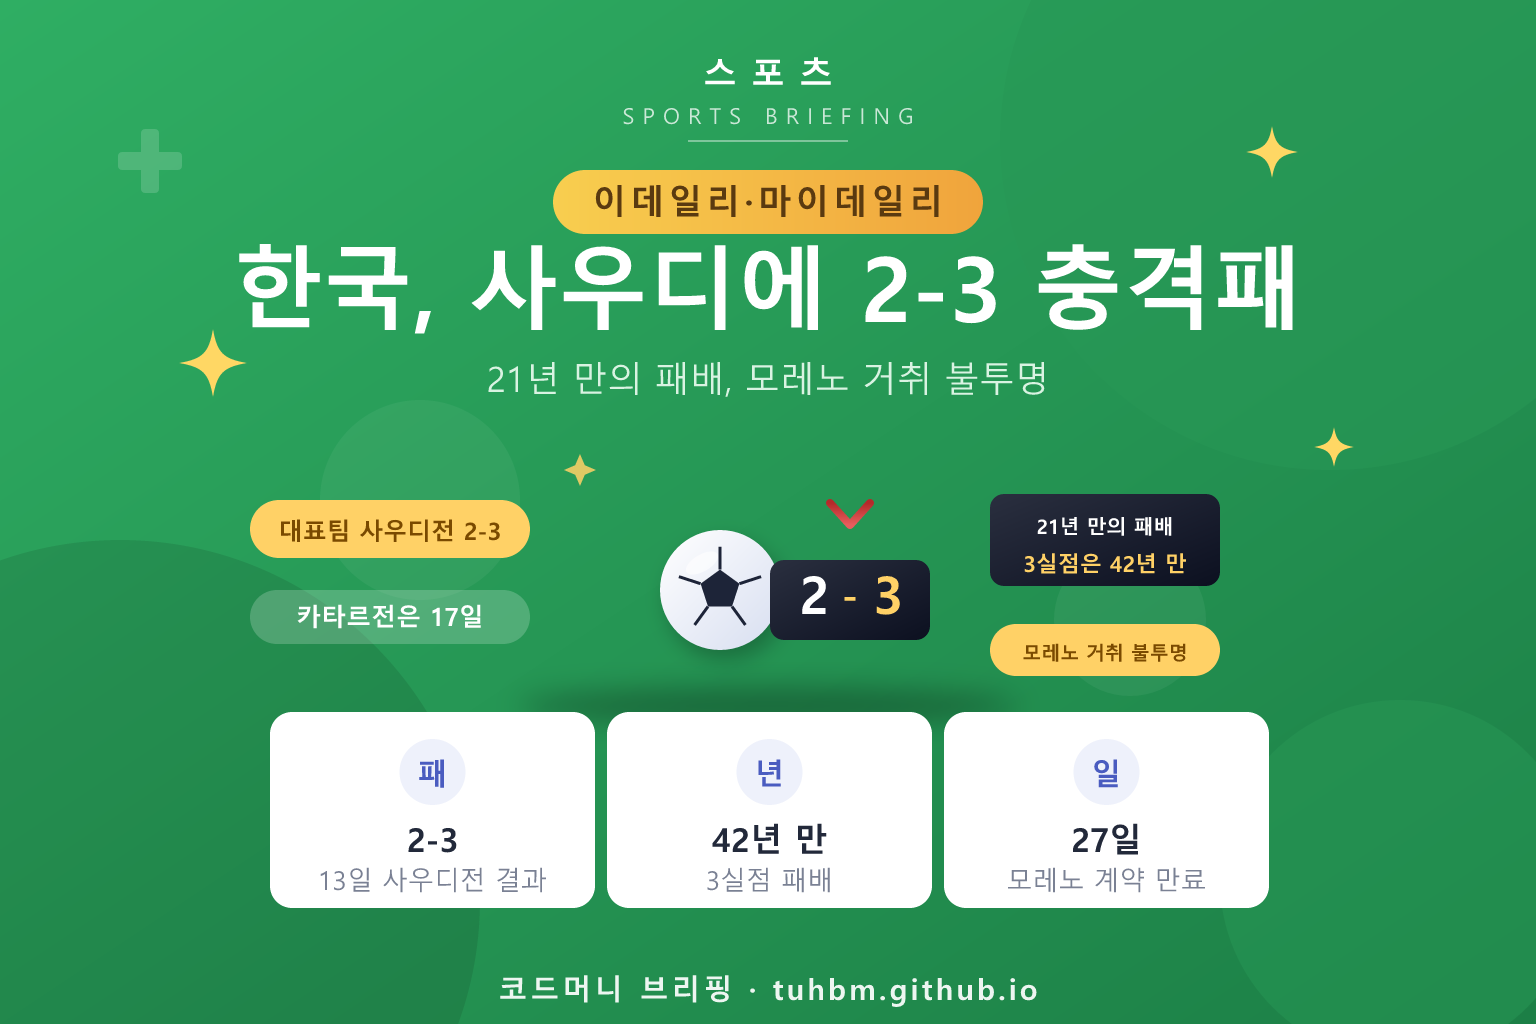 스포츠
SPORTS BRIEFING
이데일리·마이데일리
한국, 사우디에 2-3 충격패
21년 만의 패배, 모레노 거취 불투명
대표팀 사우디전 2-3
카타르전은 17일
2 - 3
21년 만의 패배
3실점은 42년 만
모레노 거취 불투명
패
2-3
13일 사우디전 결과
년
42년 만
3실점 패배
일
27일
모레노 계약 만료
코드머니 브리핑 · tuhbm.github.io